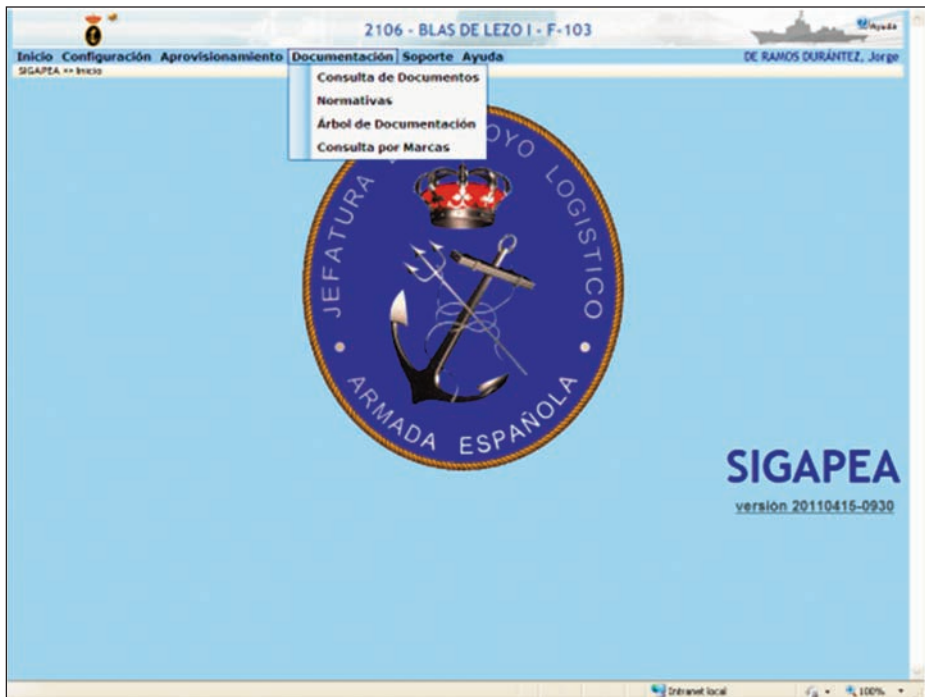 2106 - BLAS DE LEZO I - F-103
Ayuda
Inicio Configuración Aprovisionamiento Documentación Soporte Ayuda
DE RAMOS DURÁNTEZ, Jorge
SIGAPEA >> Inicio
Consulta de Documentos
Normativas
Árbol de Documentación
Consulta por Marcas
JEFATURA OYO LOGISTICO
ARMADA ESPAÑOLA
SIGAPEA
versión 20110415-0930
Intranet local
100%